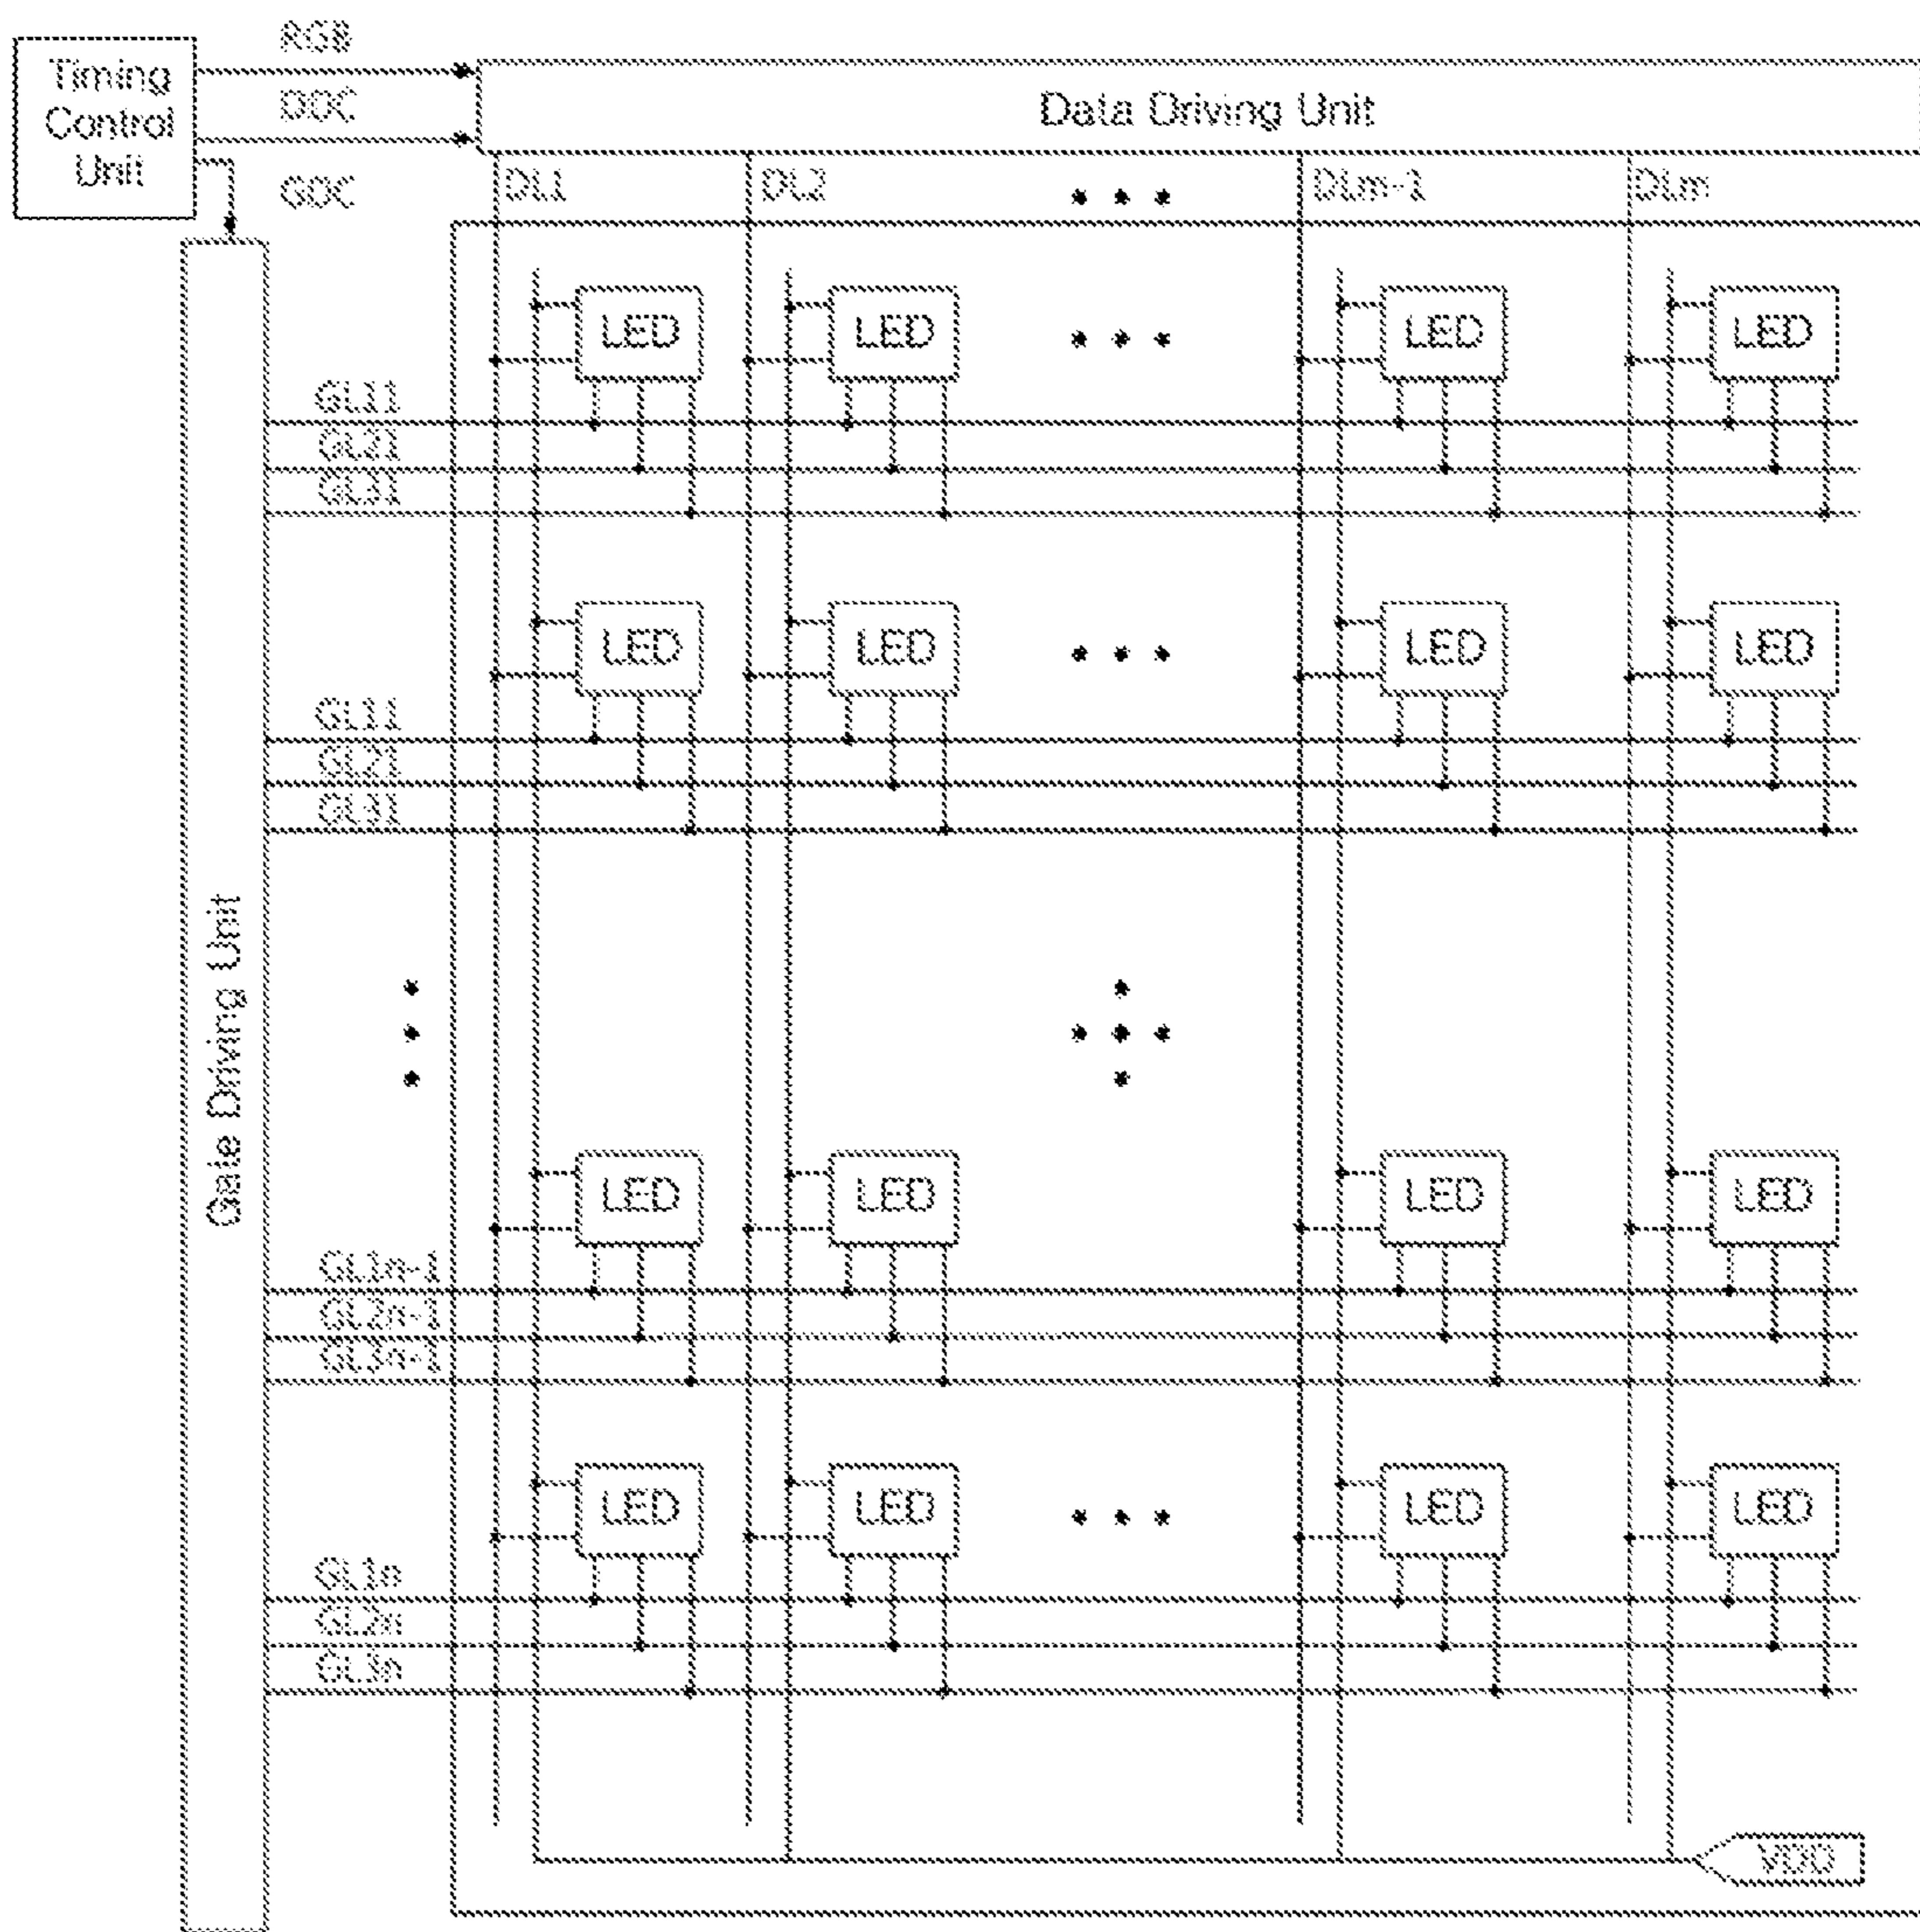 RGB
Timing
Control
Unit
DDC
Data Driving Unit
GDC
DL1
DL2
DLm-1
DLm
LED
LED
LED
LED
GL11
GL21
GL31
LED
LED
LED
LED
GL11
GL21
GL31
Gate Driving Unit
LED
LED
LED
LED
GL1n-1
GL2n-1
GL3n-1
LED
LED
LED
LED
GL1n
GL2n
GL3n
VDD